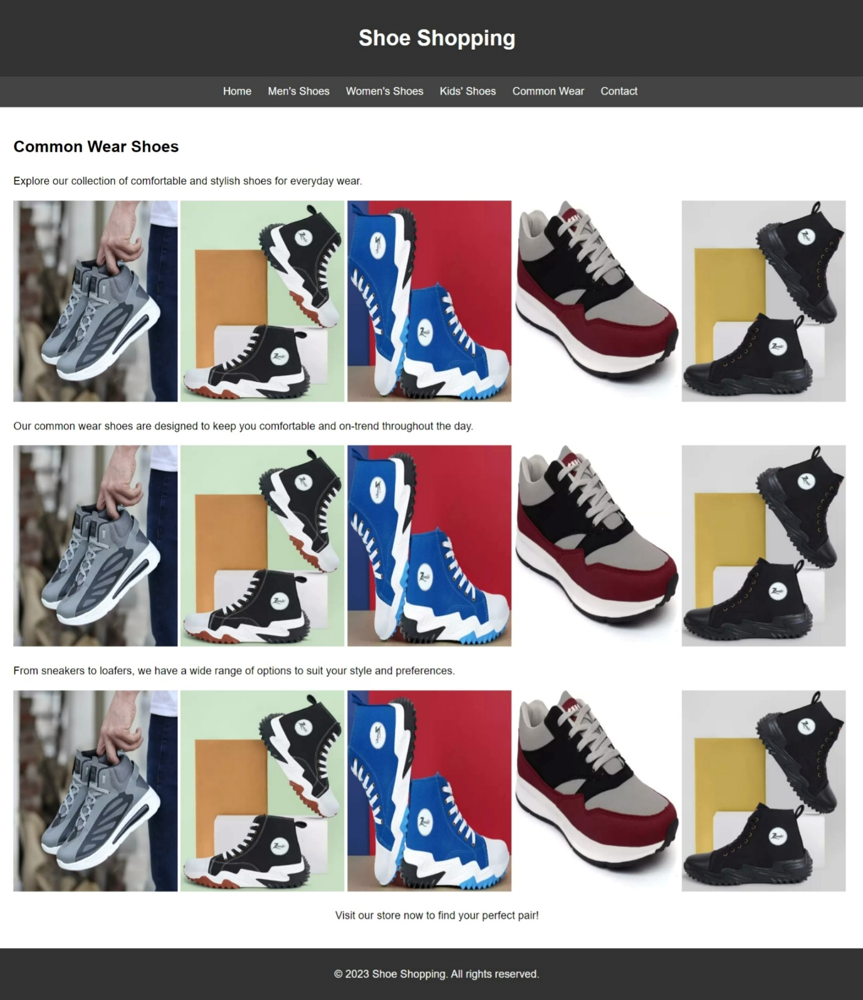 Shoe Shopping
Home Men's Shoes Women's Shoes Kids' Shoes Common Wear Contact
Common Wear Shoes
Explore our collection of comfortable and stylish shoes for everyday wear.
Our common wear shoes are designed to keep you comfortable and on-trend throughout the day.
From sneakers to loafers, we have a wide range of options to suit your style and preferences.
Visit our store now to find your perfect pair!
© 2023 Shoe Shopping. All rights reserved.